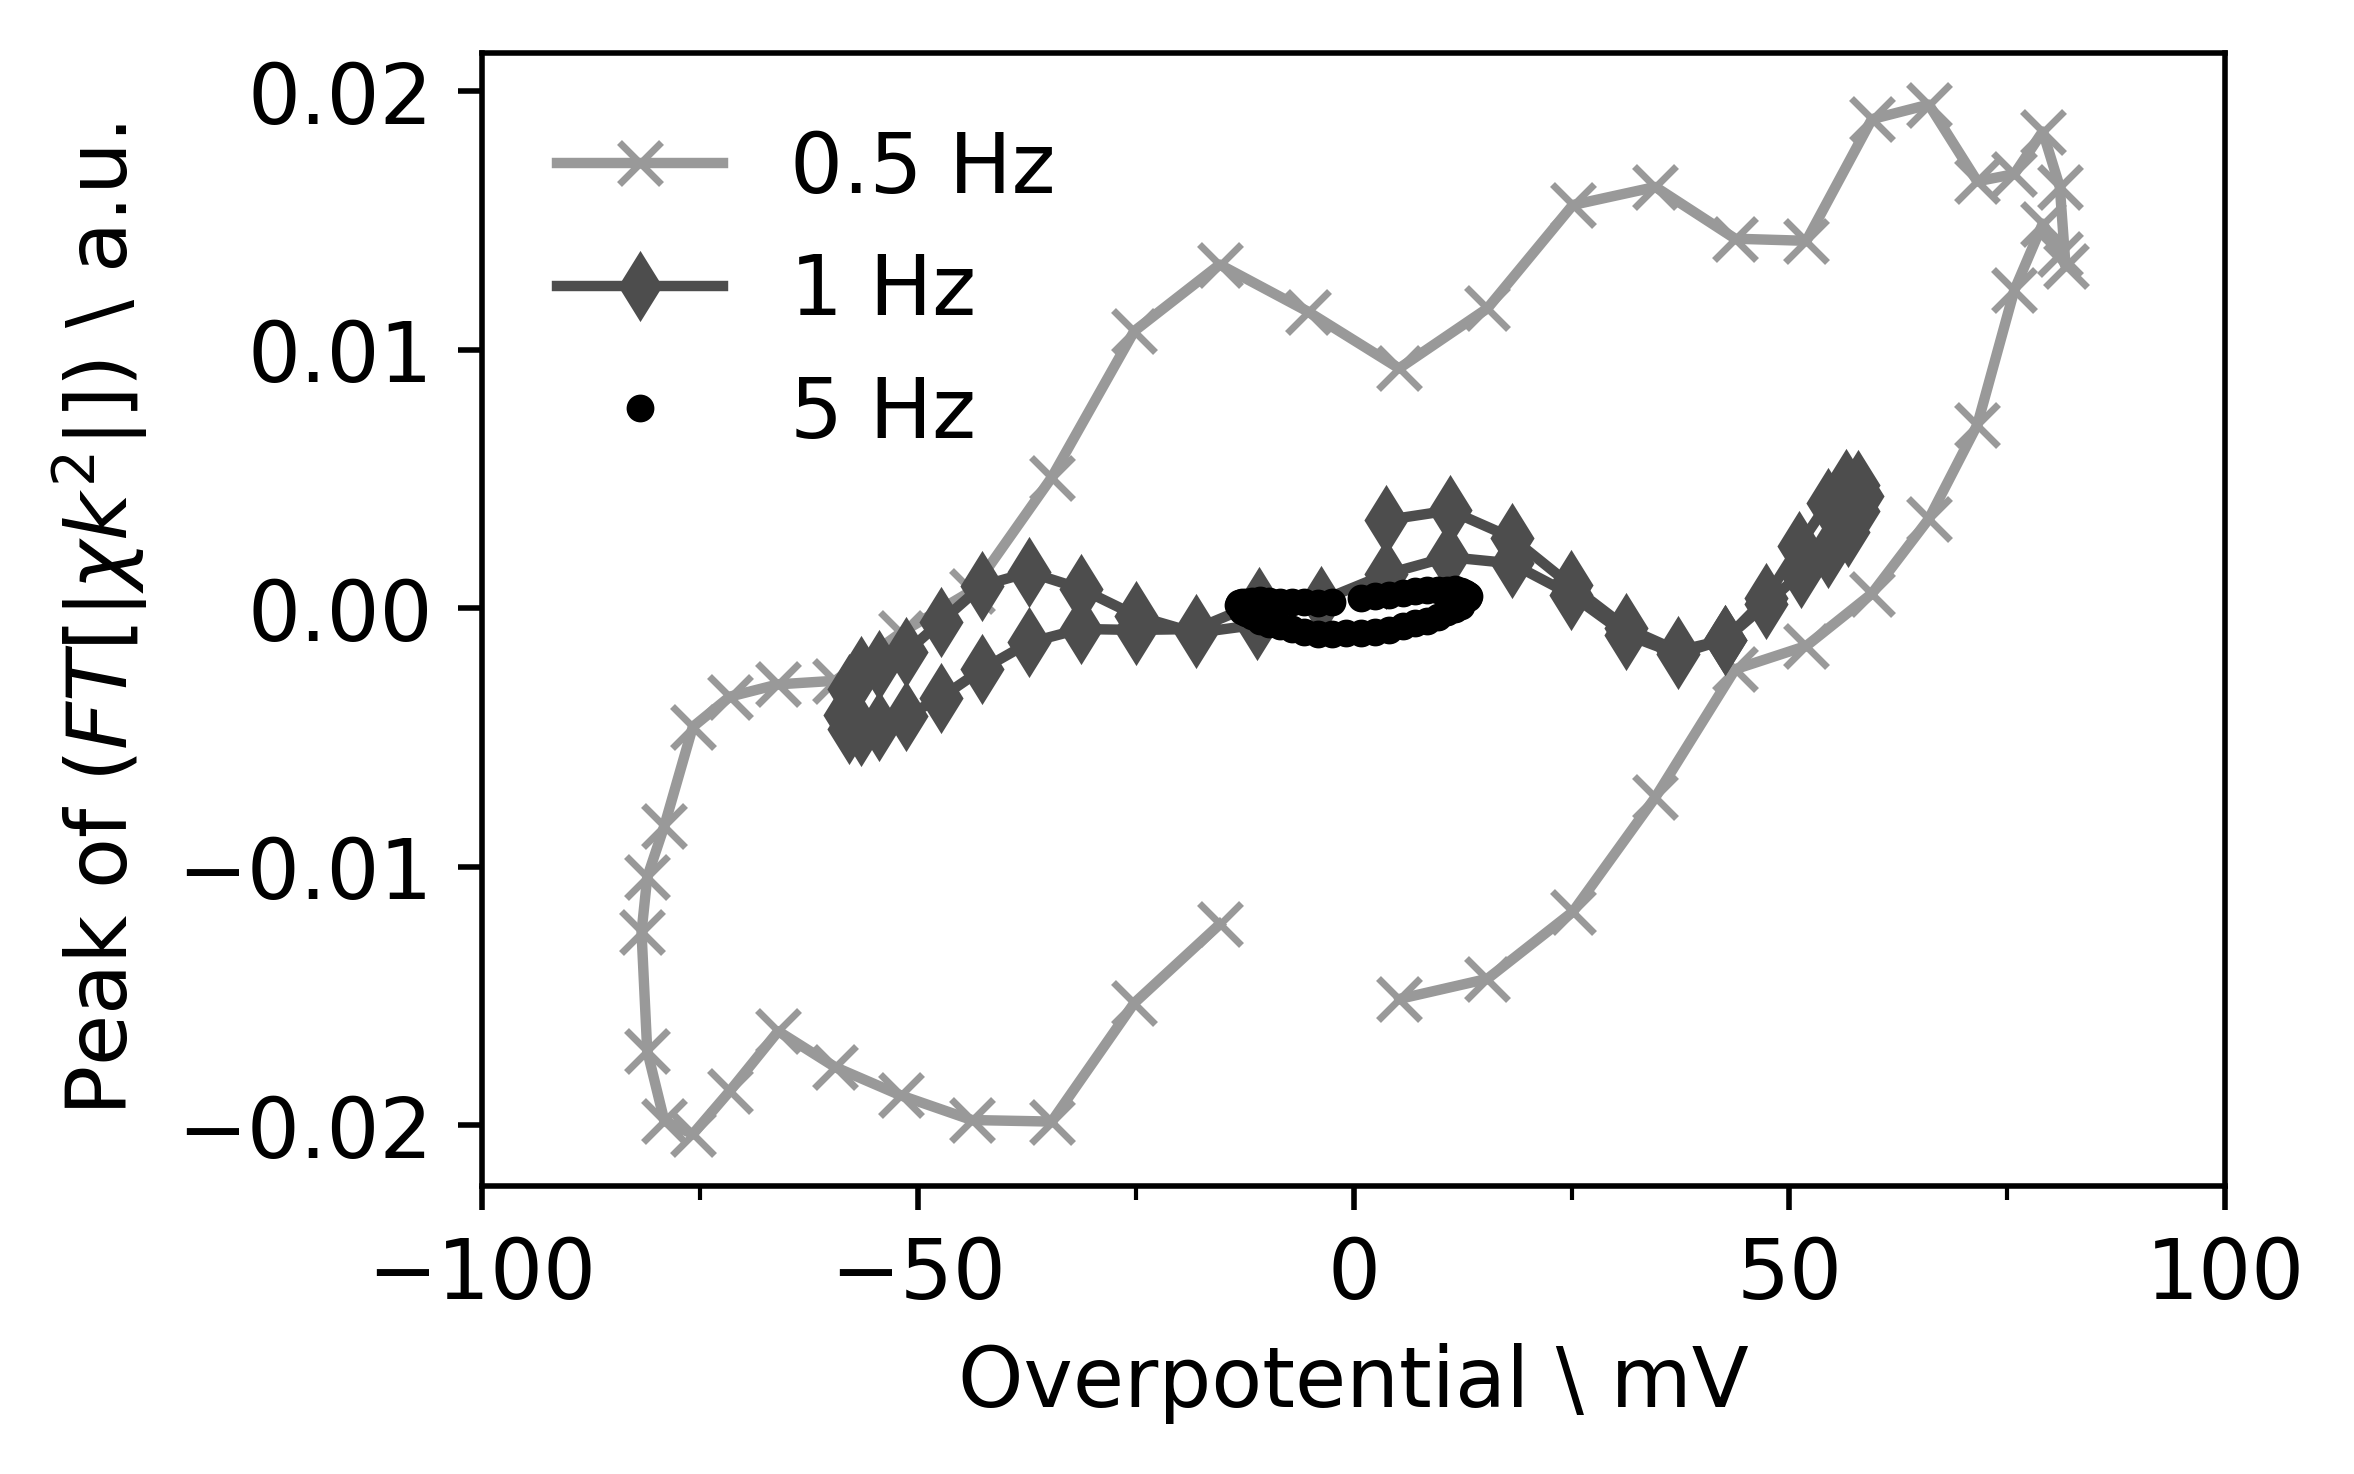 Peak of (FT[|χk²|]) \ a.u.
0.02
0.01
0.00
−0.01
−0.02
0.5 Hz
1 Hz
5 Hz
−100
−50
0
50
100
Overpotential \ mV